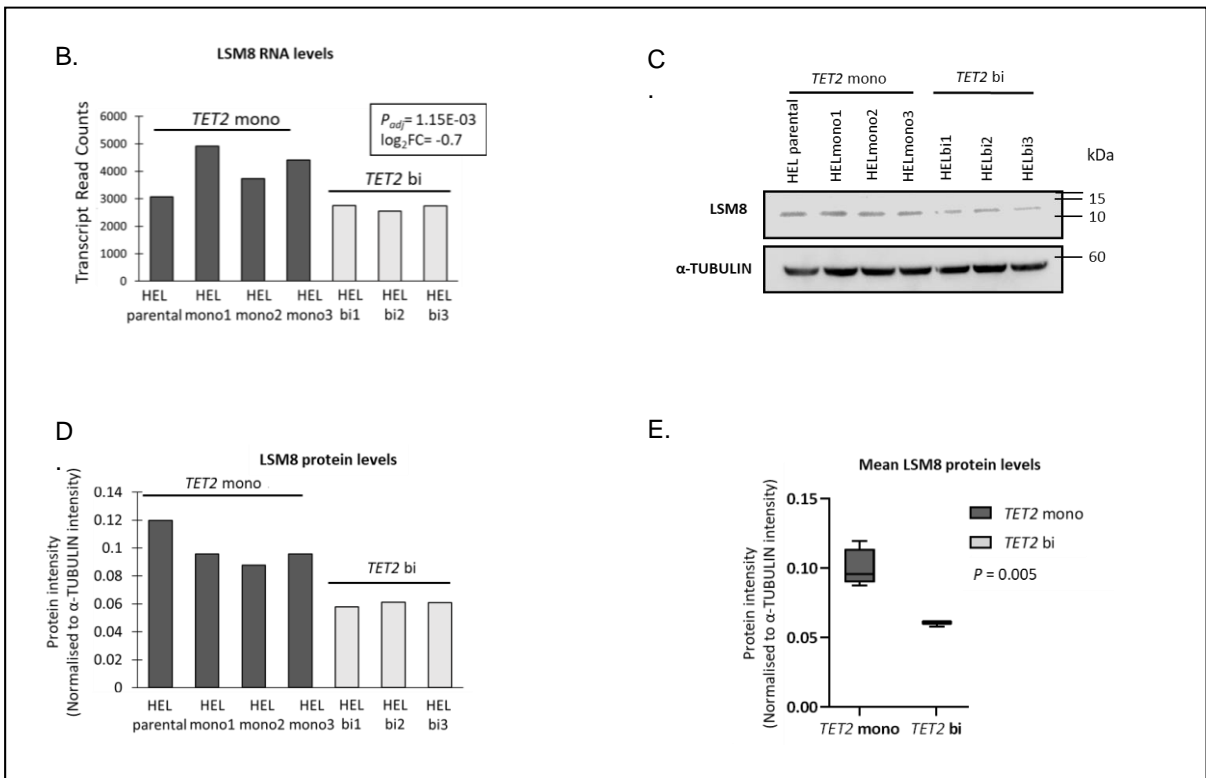 B.
LSM8 RNA levels
TET2 mono
P_adj= 1.15E-03
log₂FC= -0.7
TET2 bi
Transcript Read Counts
6000
5000
4000
3000
2000
1000
0
HEL HEL HEL HEL HEL HEL HEL
parental mono1 mono2 mono3 bi1 bi2 bi3
C
.
TET2 mono
TET2 bi
HEL parental
HELmono1
HELmono2
HELmono3
HELbi1
HELbi2
HELbi3
kDa
LSM8
15
10
α-TUBULIN
60
D
.
LSM8 protein levels
TET2 mono
TET2 bi
Protein intensity
(Normalised to α-TUBULIN intensity)
0.14
0.12
0.1
0.08
0.06
0.04
0.02
0
HEL HEL HEL HEL HEL HEL HEL
parental mono1 mono2 mono3 bi1 bi2 bi3
E.
Mean LSM8 protein levels
Protein intensity
(Normalised to α-TUBULIN intensity)
0.15
0.10
0.05
0.00
TET2 mono
TET2 bi
P = 0.005
TET2 mono TET2 bi